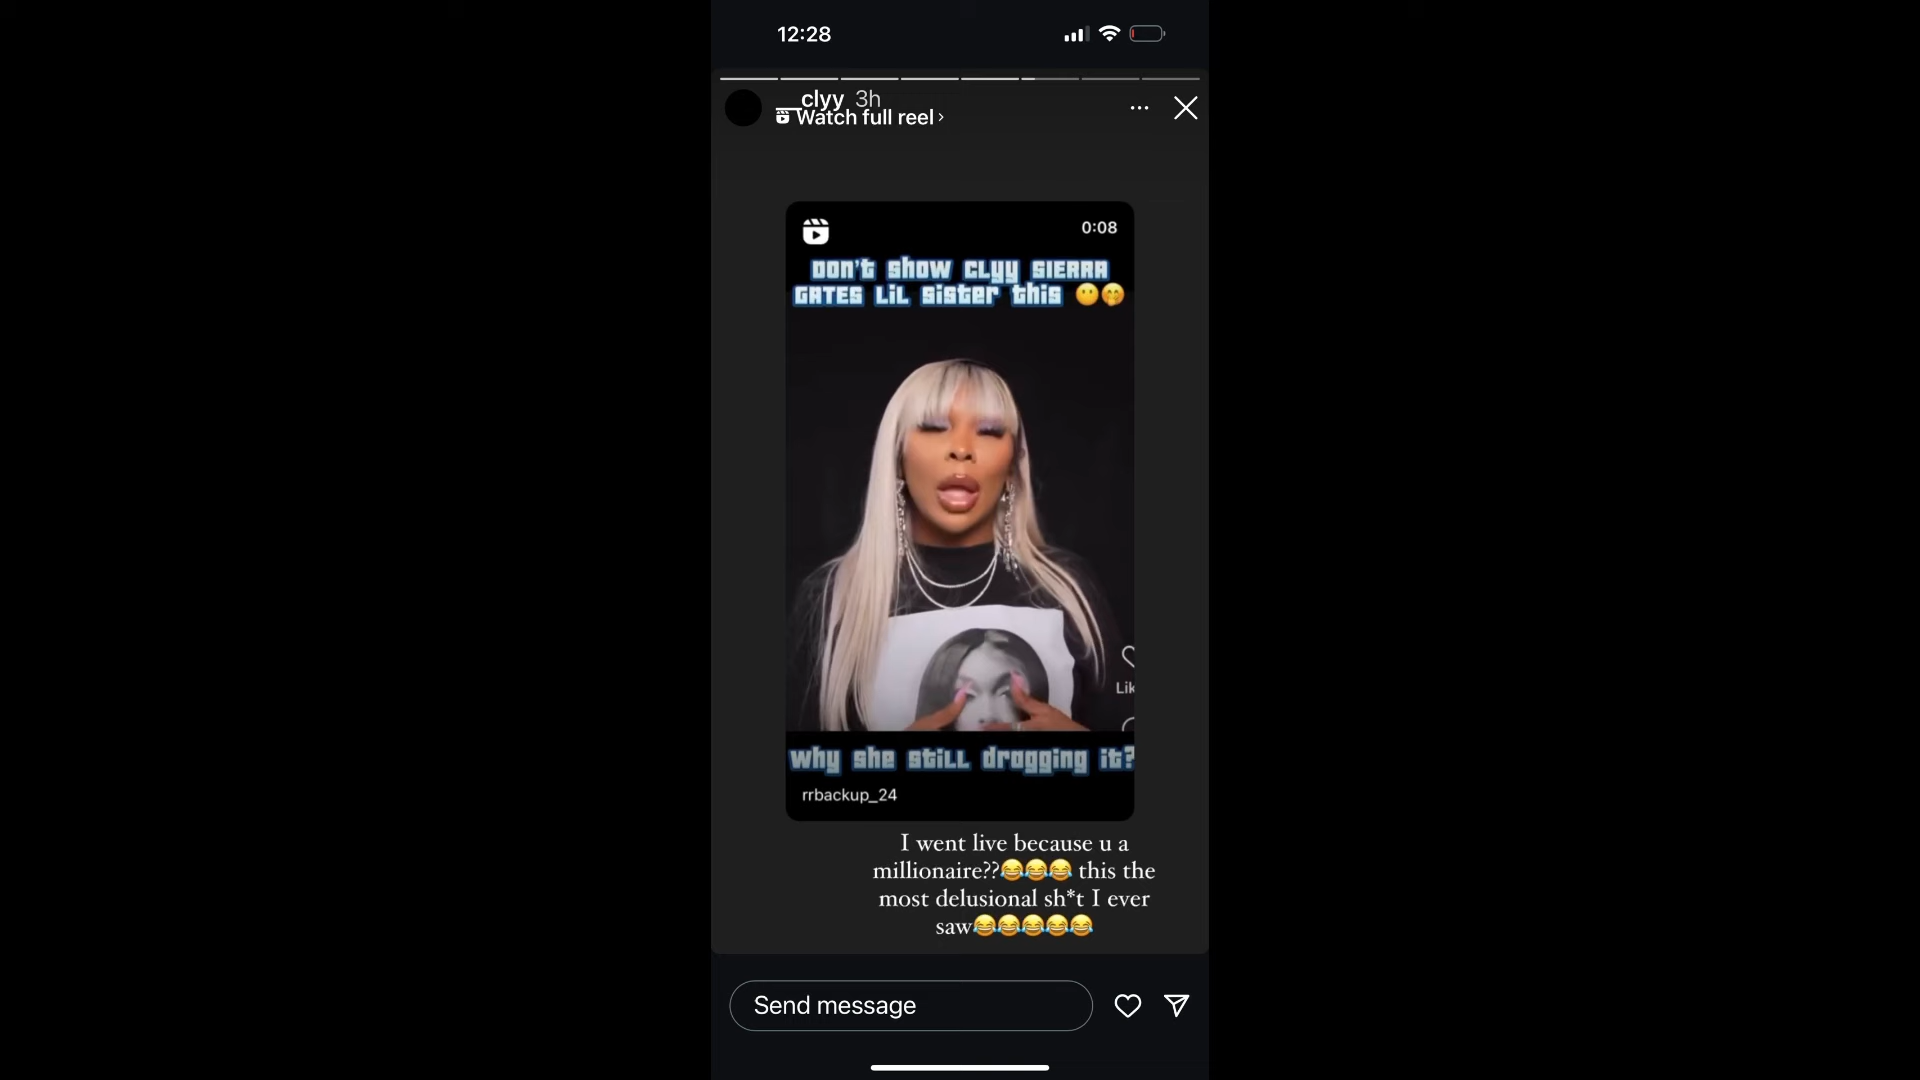 12:28
__clyy 3h
Watch full reel ›
0:08
DON'T SHOW CLYY SIERRA
GATES LIL SISTER THIS 😶🤭
Lik
WHY SHE STILL DRAGGING IT?
rrbackup_24
I went live because u a
millionaire??😂😂😂 this the
most delusional sh*t I ever
saw😂😂😂😂😂
Send message